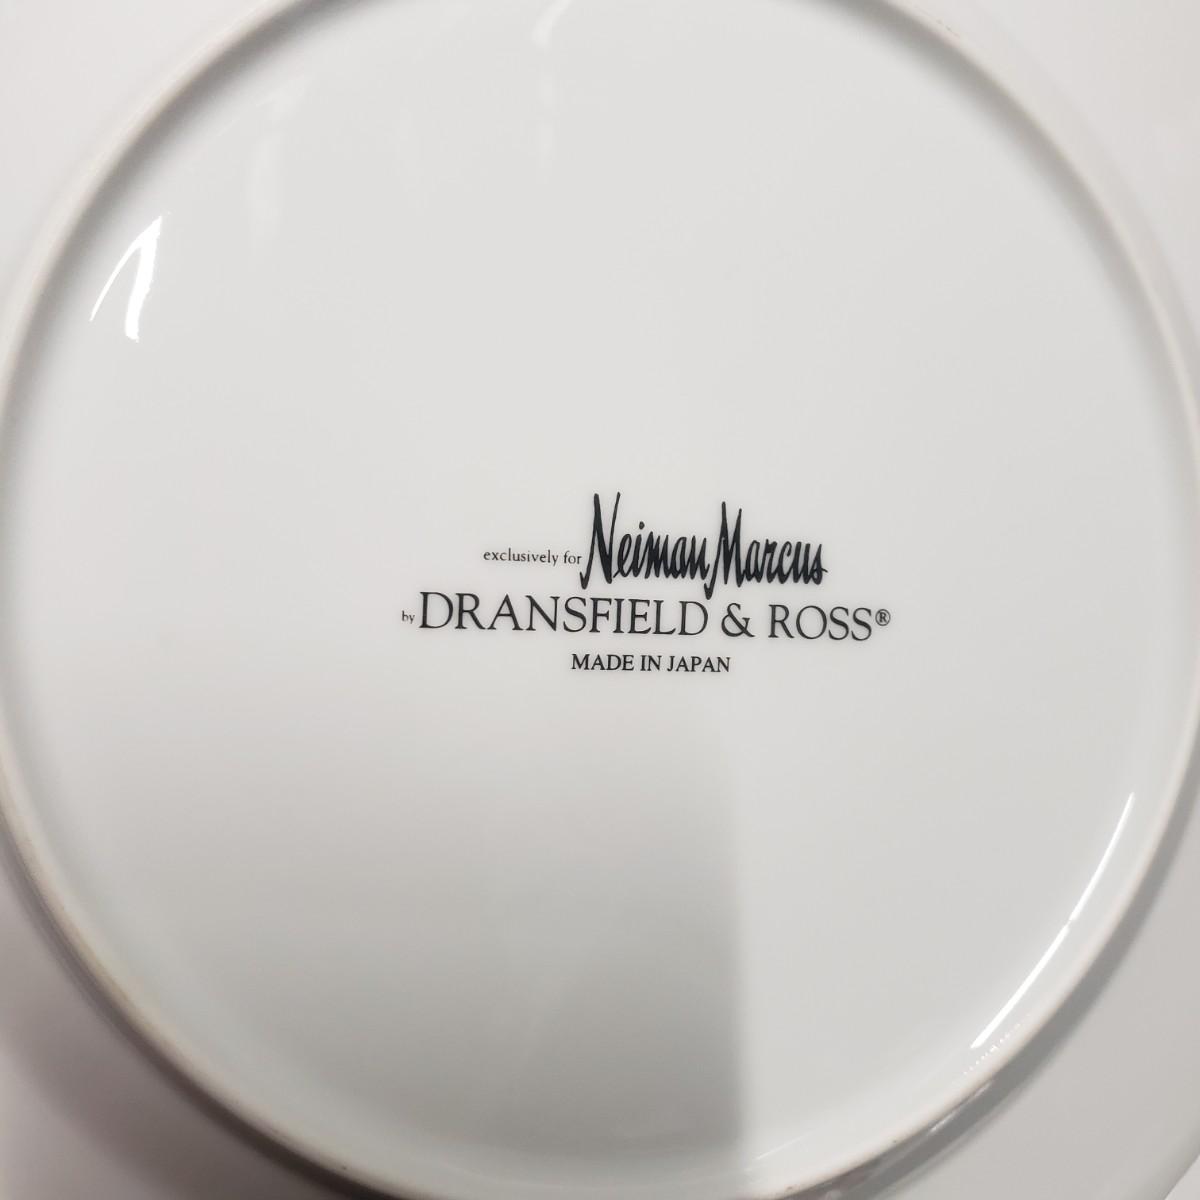 exclusively for Neiman Marcus
by DRANSFIELD & ROSS®
MADE IN JAPAN